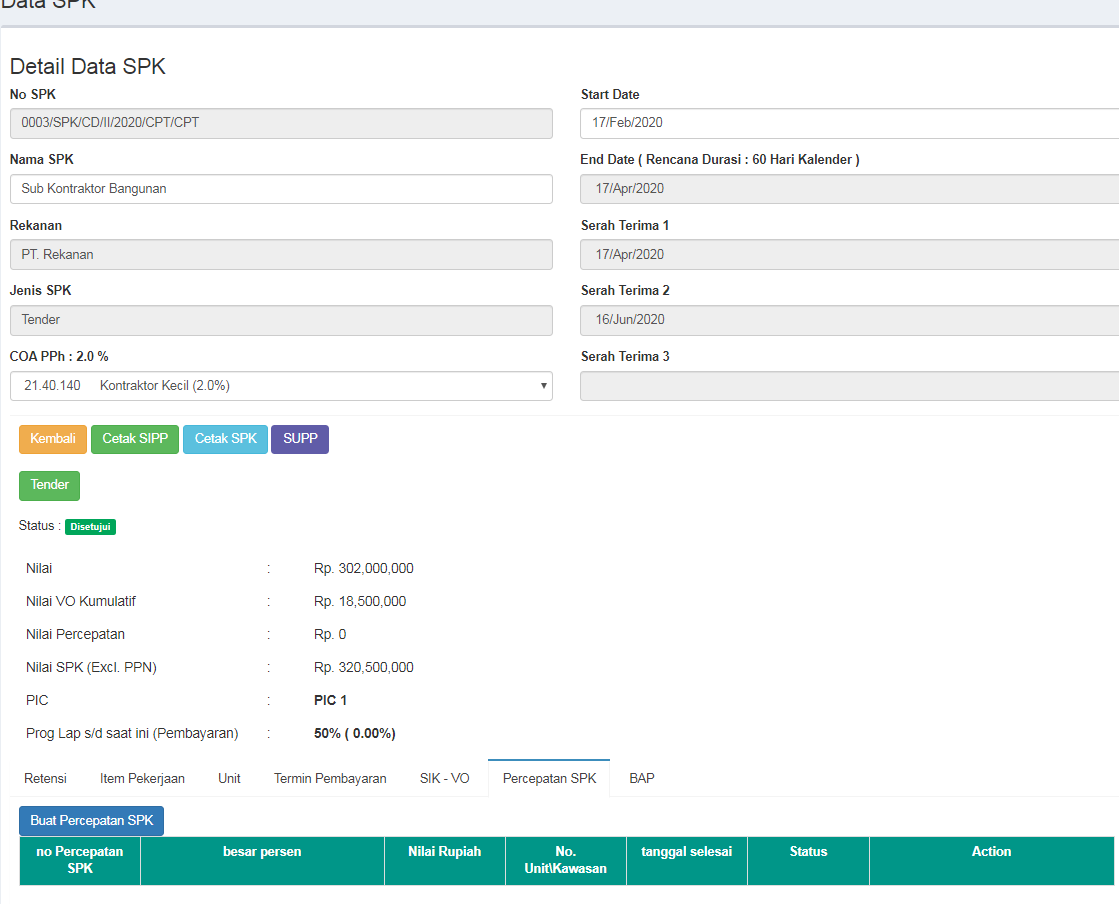 Data SPK
Detail Data SPK
No SPK
0003/SPK/CD/II/2020/CPT/CPT
Start Date
17/Feb/2020
Nama SPK
Sub Kontraktor Bangunan
End Date ( Rencana Durasi : 60 Hari Kalender )
17/Apr/2020
Rekanan
PT. Rekanan
Serah Terima 1
17/Apr/2020
Jenis SPK
Tender
Serah Terima 2
16/Jun/2020
COA PPh : 2.0 %
21.40.140 Kontraktor Kecil (2.0%)
Serah Terima 3
Kembali Cetak SIPP Cetak SPK SUPP
Tender
Status : Disetujui
Nilai : Rp. 302,000,000
Nilai VO Kumulatif : Rp. 18,500,000
Nilai Percepatan : Rp. 0
Nilai SPK (Excl. PPN) : Rp. 320,500,000
PIC : PIC 1
Prog Lap s/d saat ini (Pembayaran) : 50% ( 0.00%)
Retensi Item Pekerjaan Unit Termin Pembayaran SIK - VO Percepatan SPK BAP
Buat Percepatan SPK
no Percepatan SPK besar persen Nilai Rupiah No. Unit\Kawasan tanggal selesai Status Action